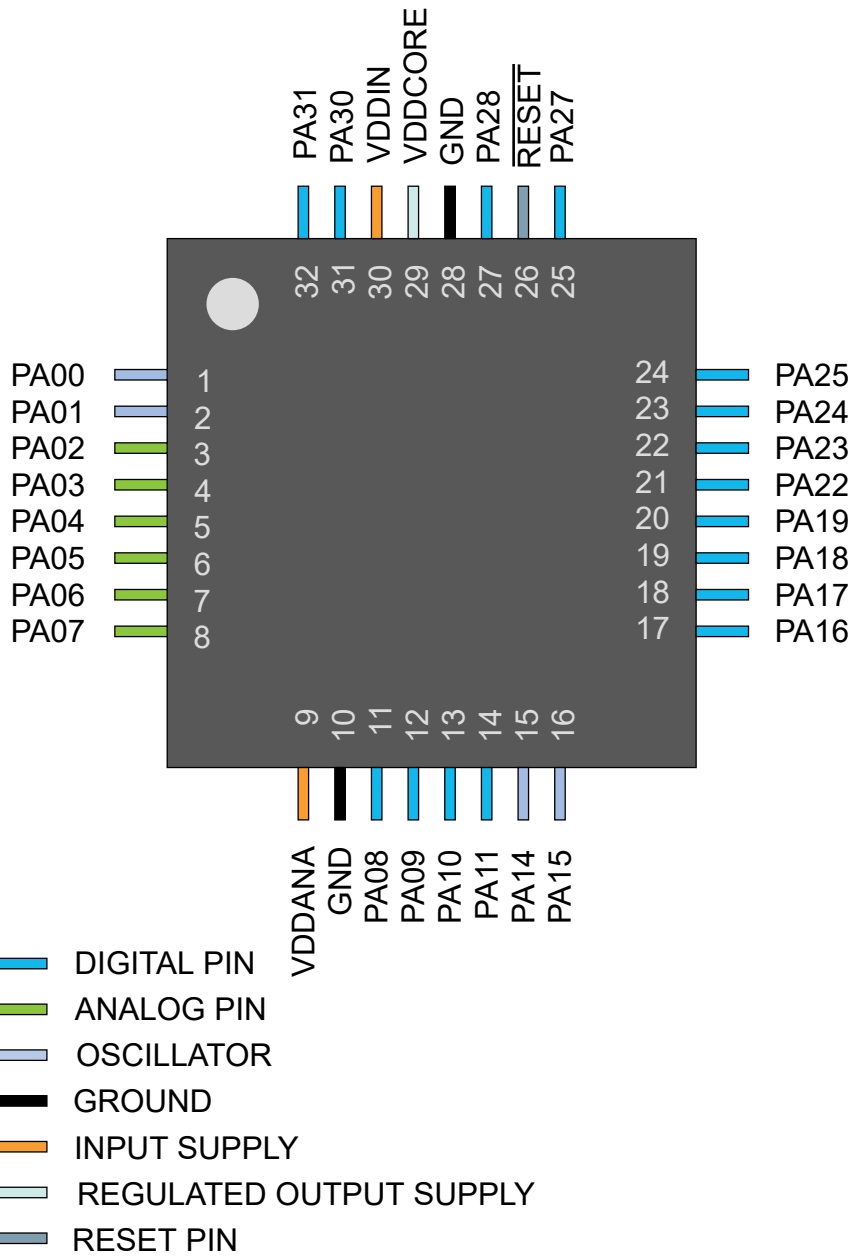 PA31
PA30
VDDIN
VDDCORE
GND
PA28
RESET
PA27
32
31
30
29
28
27
26
25
PA00
1
PA01
2
PA02
3
PA03
4
PA04
5
PA05
6
PA06
7
PA07
8
24
PA25
23
PA24
22
PA23
21
PA22
20
PA19
19
PA18
18
PA17
17
PA16
9
10
11
12
13
14
15
16
VDDANA
GND
PA08
PA09
PA10
PA11
PA14
PA15
DIGITAL PIN
ANALOG PIN
OSCILLATOR
GROUND
INPUT SUPPLY
REGULATED OUTPUT SUPPLY
RESET PIN